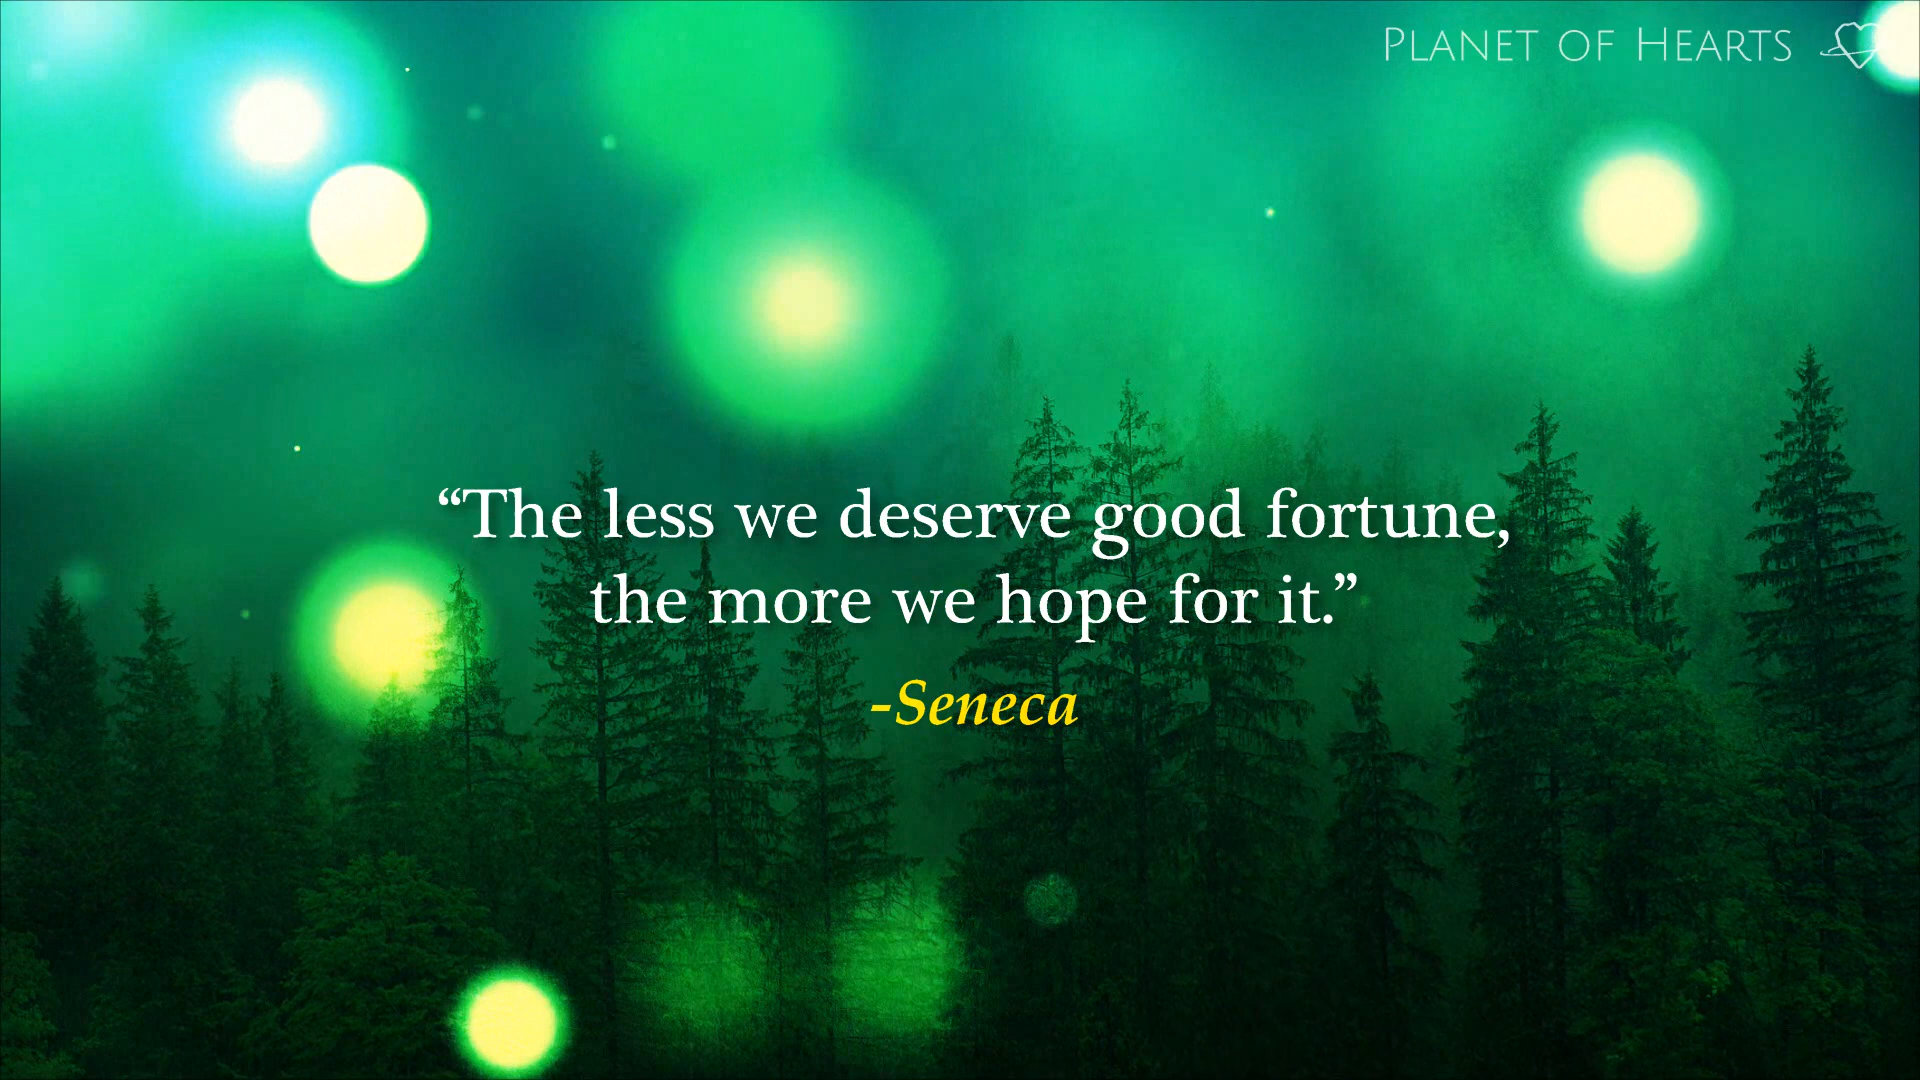 PLANET OF HEARTS
“The less we deserve good fortune,
the more we hope for it.”
-Seneca